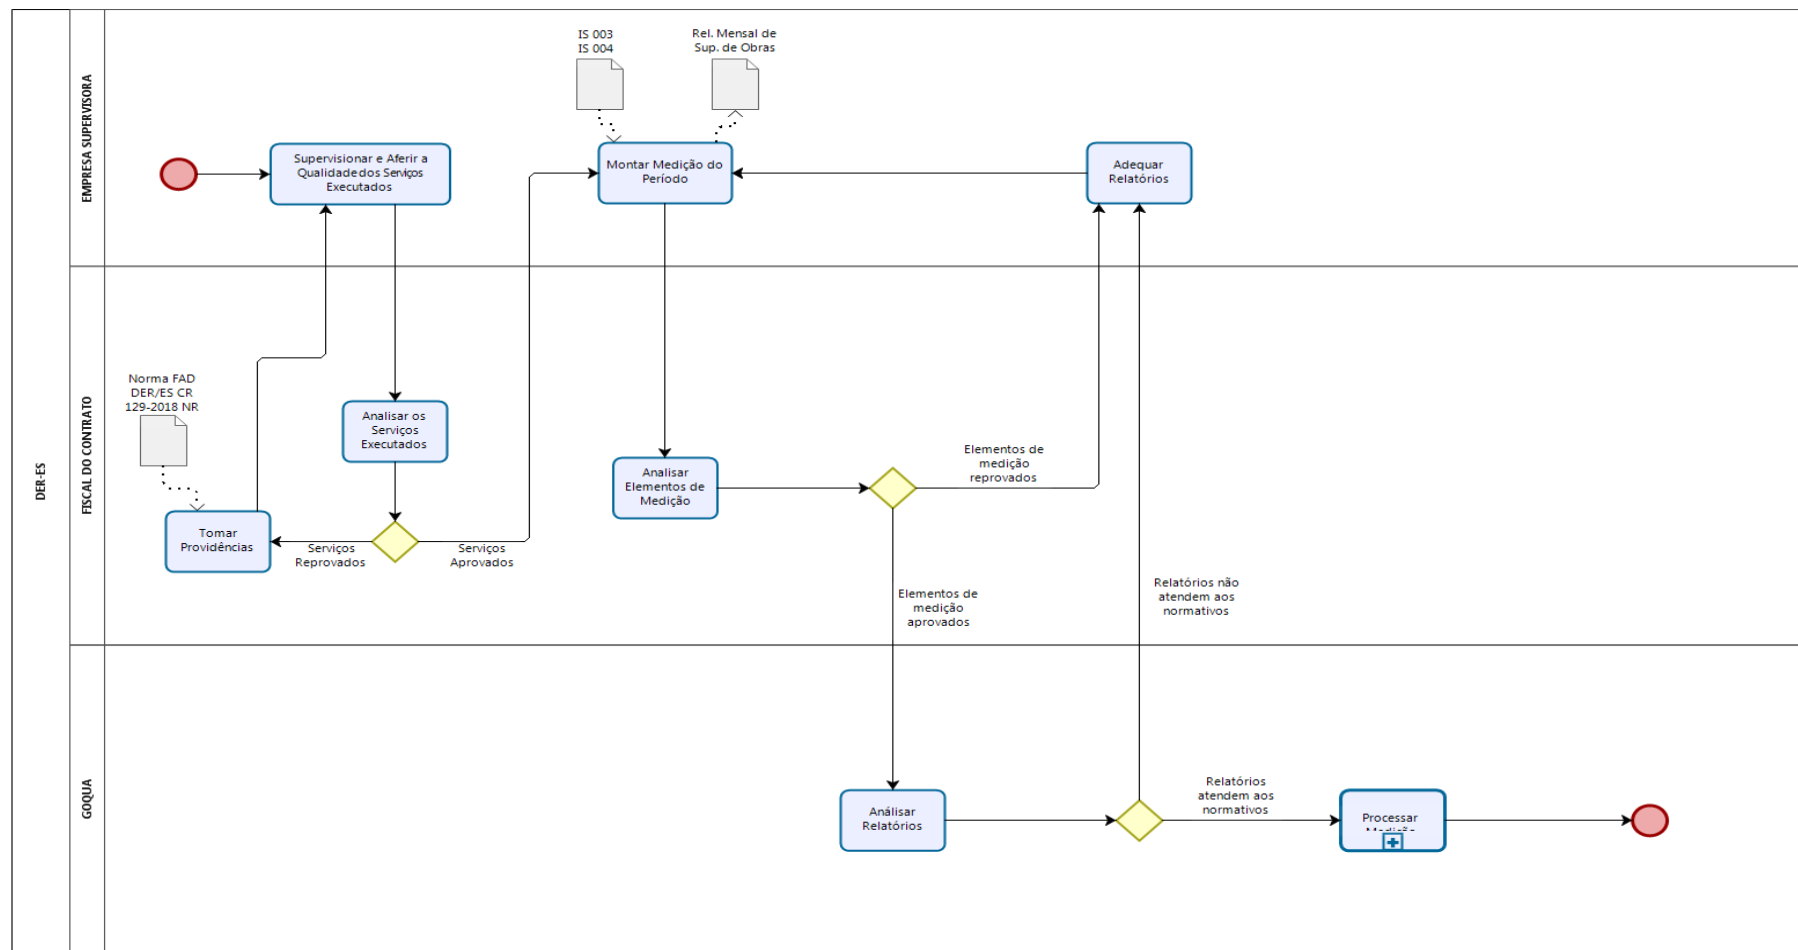 DER-ES
EMPRESA SUPERVISORA
IS 003
IS 004
Rel. Mensal de
Sup. de Obras
Supervisionar e Aferir a
Qualidade dos Serviços
Executados
Montar Medição do
Período
Adequar
Relatórios
FISCAL DO CONTRATO
Norma FAD
DER/ES CR
129-2018 NR
Analisar os
Serviços
Executados
Tomar
Providências
Serviços
Reprovados
Serviços
Aprovados
Analisar
Elementos de
Medição
Elementos de
medição
reprovados
Elementos de
medição
aprovados
Relatórios não
atendem aos
normativos
GOQUA
Análisar
Relatórios
Relatórios
atendem aos
normativos
Processar
Medição